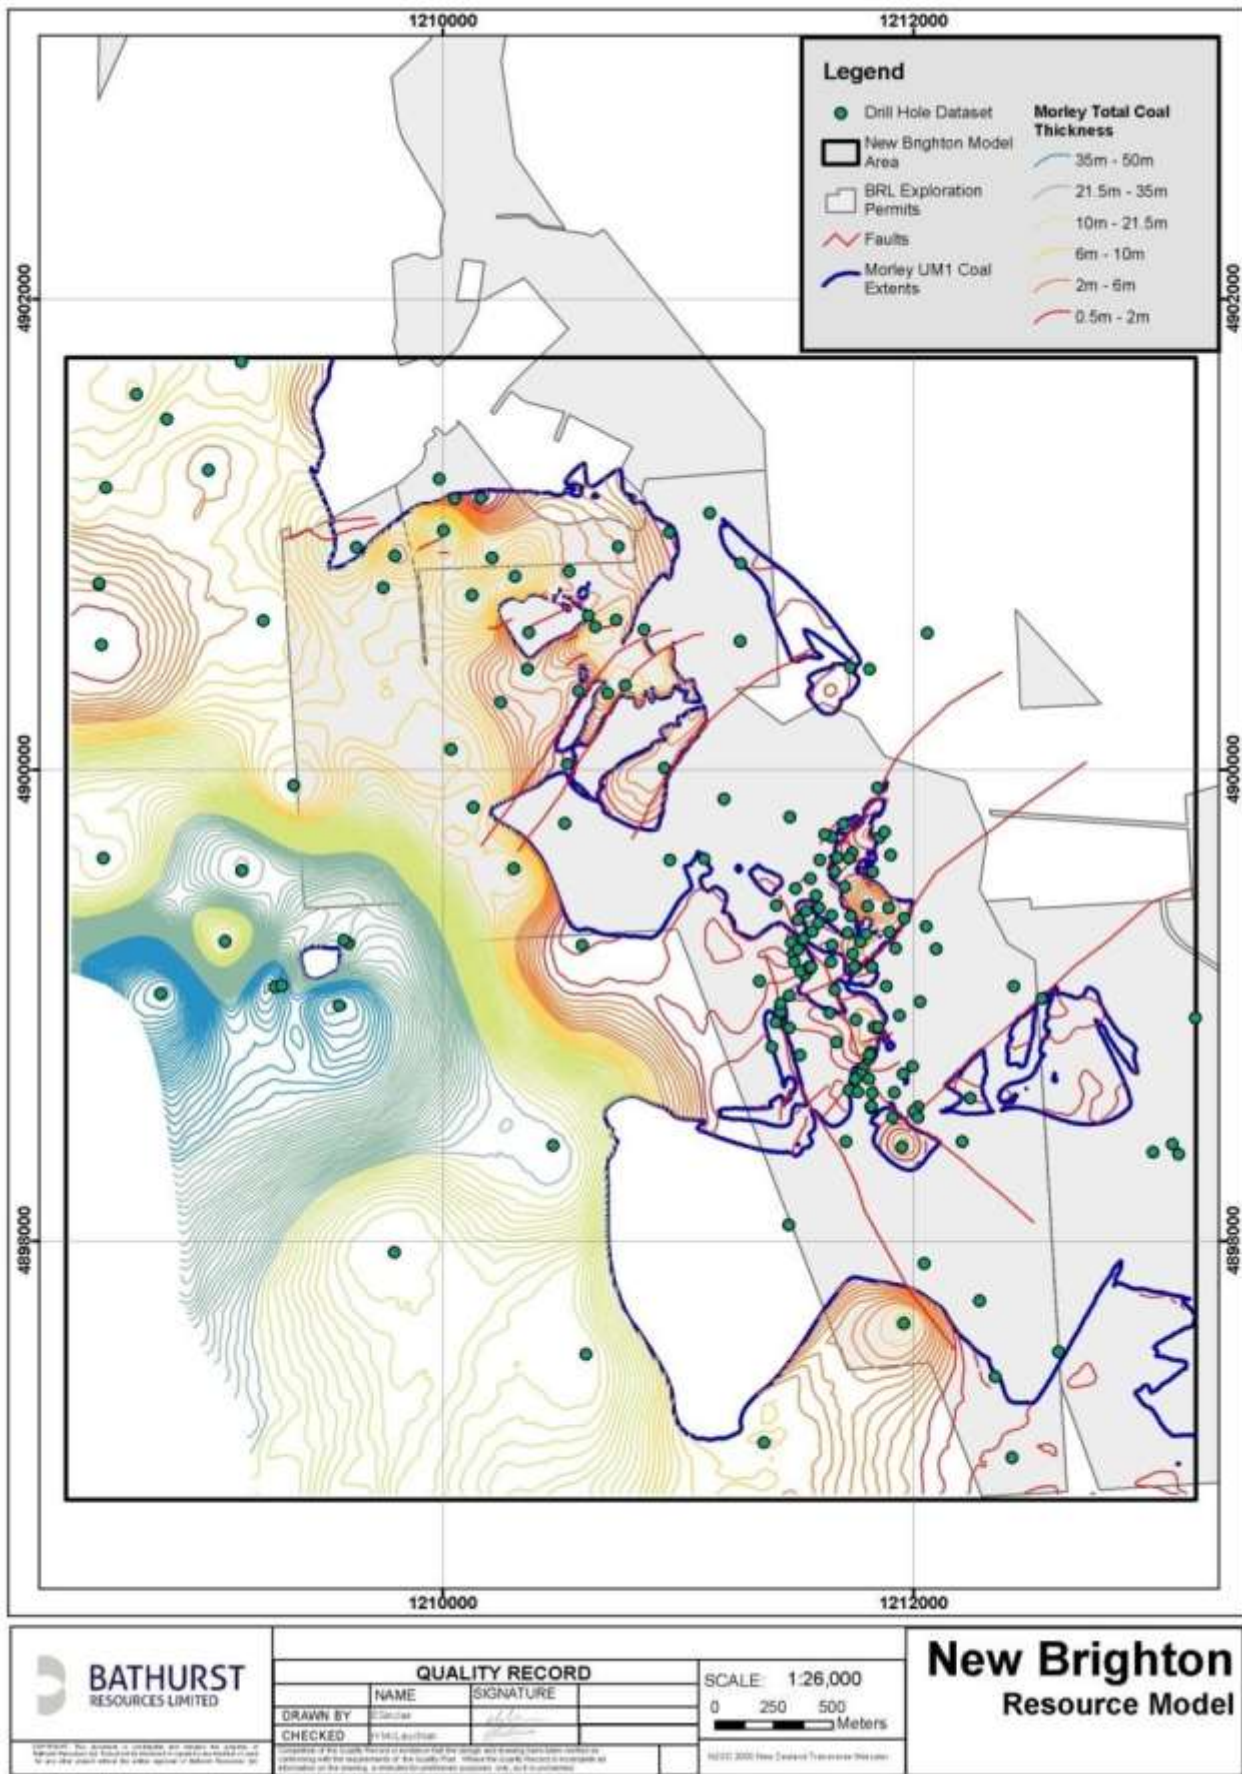 1210000
1212000
Legend
Drill Hole Dataset
New Brighton Model
Area
BRL Exploration
Permits
Faults
Morley UM1 Coal
Extents
Morley Total Coal
Thickness
35m - 50m
21.5m - 35m
10m - 21.5m
6m - 10m
2m - 6m
0.5m - 2m
4902000
4902000
4900000
4900000
4898000
4898000
1210000
1212000
BATHURST
RESOURCES LIMITED
QUALITY RECORD
NAME
SIGNATURE
DRAWN BY
CHECKED
SCALE: 1:26,000
0 250 500
Meters
New Brighton
Resource Model